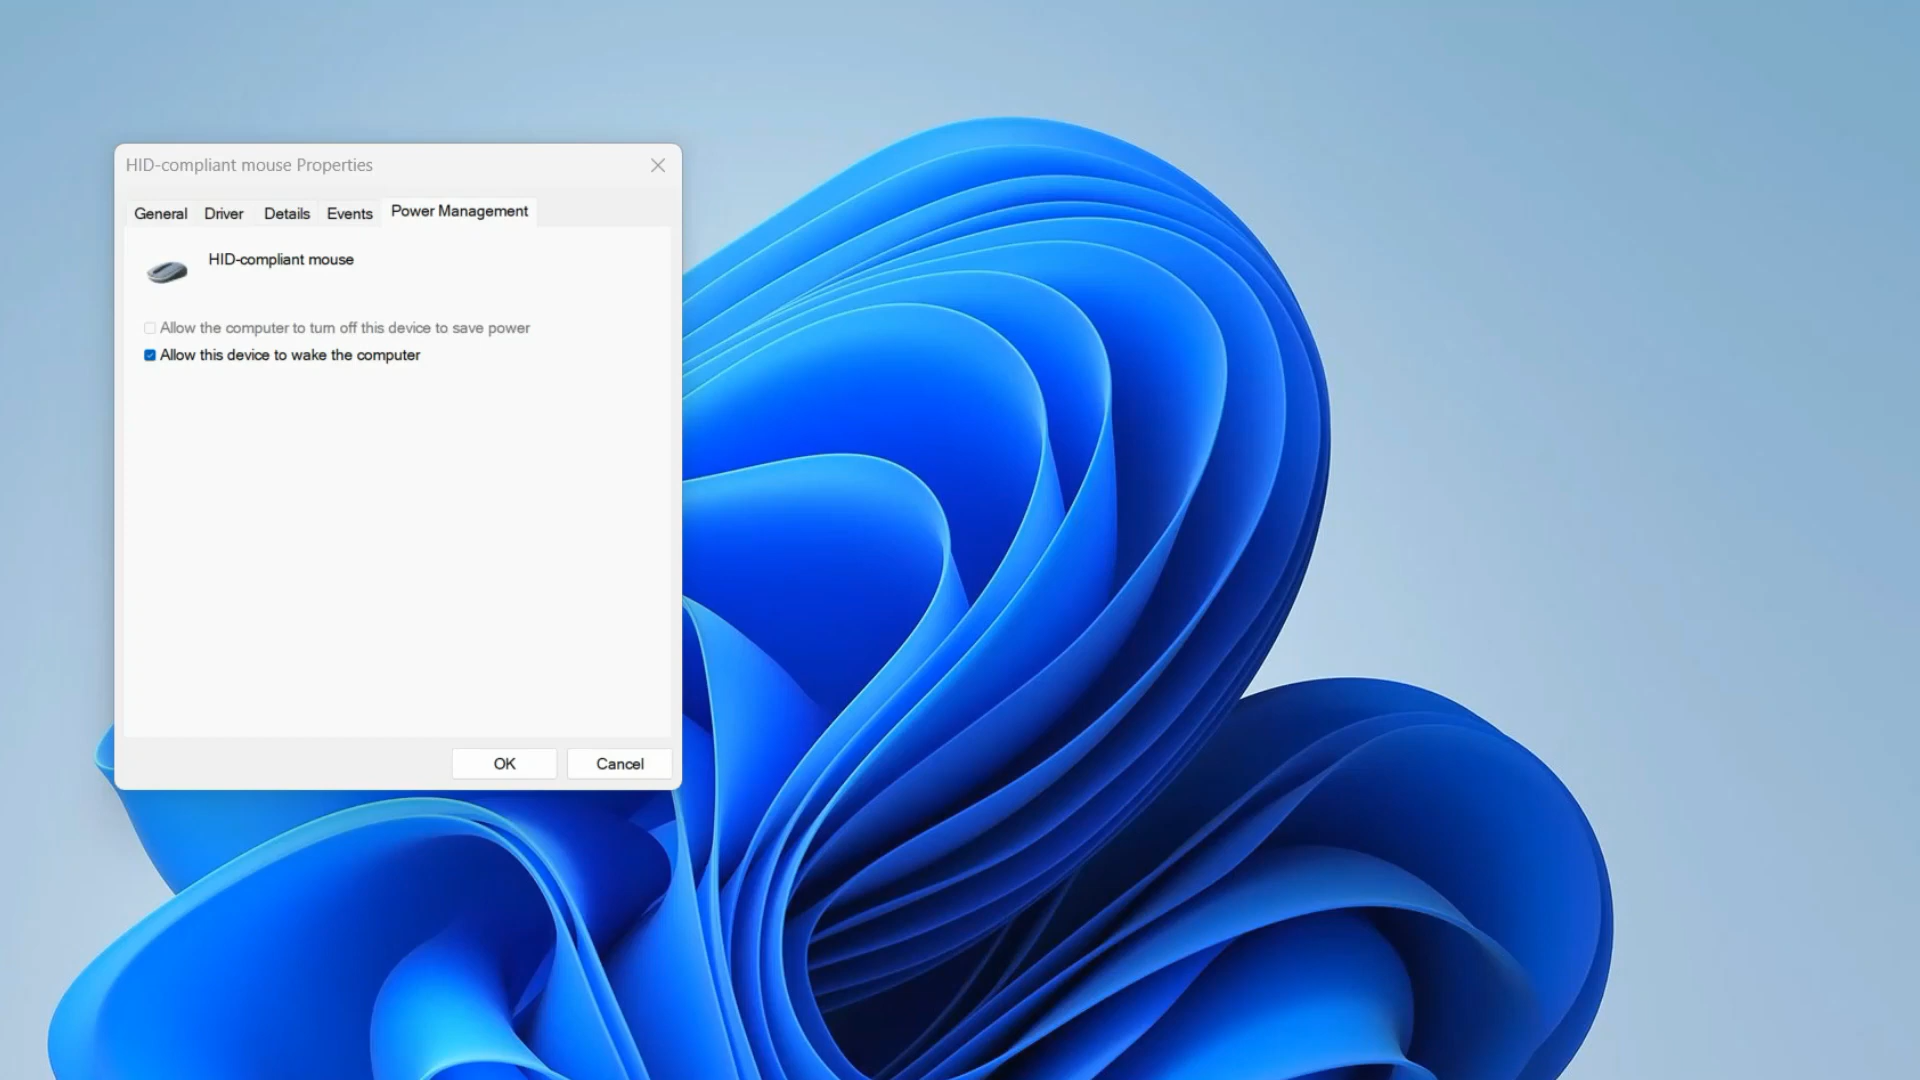 HID-compliant mouse Properties
General Driver Details Events Power Management
HID-compliant mouse
Allow the computer to turn off this device to save power
Allow this device to wake the computer
OK Cancel